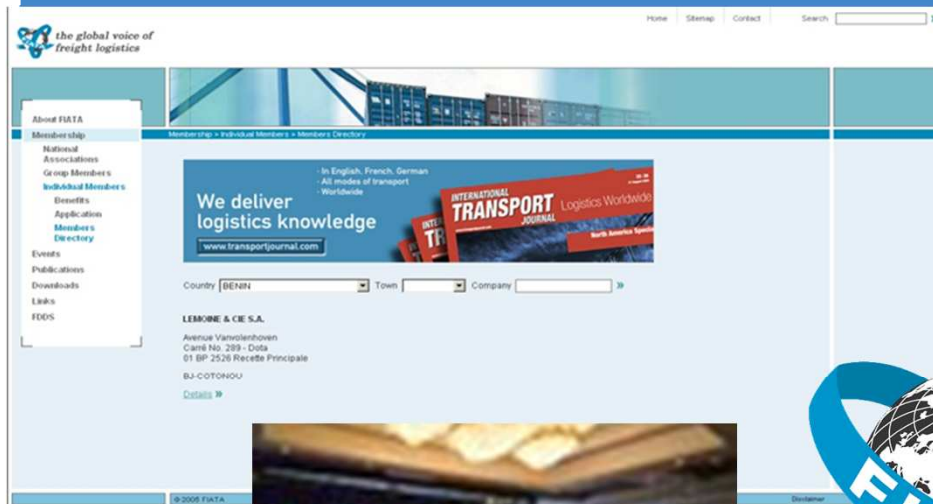 Home Sitemap Contact Search
the global voice of
freight logistics
About FIATA
Membership
National
Associations
Group Members
Individual Members
Benefits
Application
Members
Directory
Events
Publications
Downloads
Links
FDDS
Membership > Individual Members > Members Directory
We deliver
logistics knowledge
www.transportjournal.com
- In English, French, German
- All modes of transport
- Worldwide
INTERNATIONAL
TRANSPORT
JOURNAL
Logistics Worldwide
North America
Country BENIN Town Company »
LEMOINE & CIE S.A.
Avenue Vanvolenhoven
Carré No. 289 - Dota
01 BP 2526 Recette Principale
BJ-COTONOU
Details »
© 2005 FIATA
Disclaimer